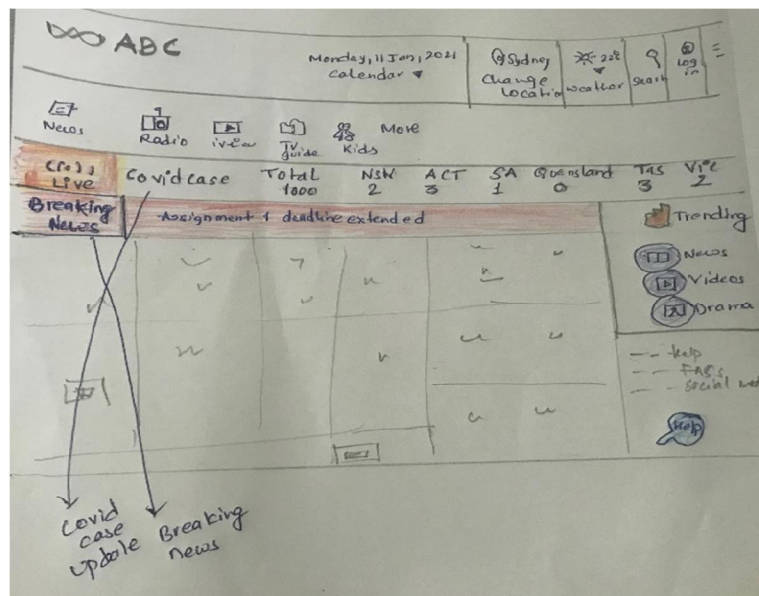 ABC
Monday, 11 Jan, 2021
calendar
Sydney
Change
Location
22°
weather
Search
Log
in
News
Radio
iview
TV
guide
Kids
More
Live
Covid case
Total
1000
NSW
2
ACT
3
SA
1
Queensland
0
Tas
3
Vic
2
Breaking
News
Assignment 1 deadline extended
Trending
News
Videos
Drama
Help
FAQs
Help
Covid
case
update
Breaking
news